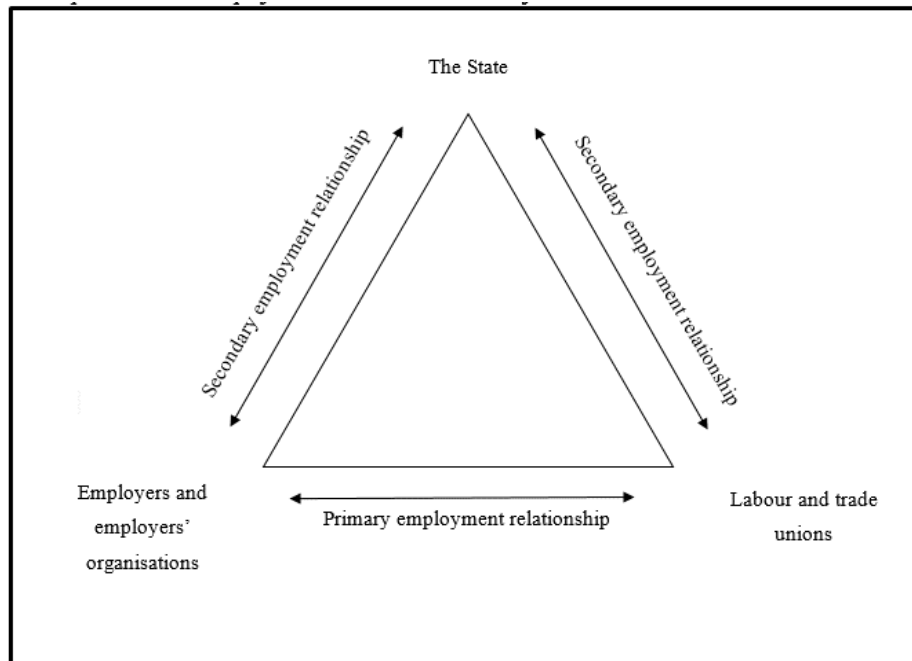 The State
Secondary employment relationship
Secondary employment relationship
Employers and
employers’
organisations
Primary employment relationship
Labour and trade
unions